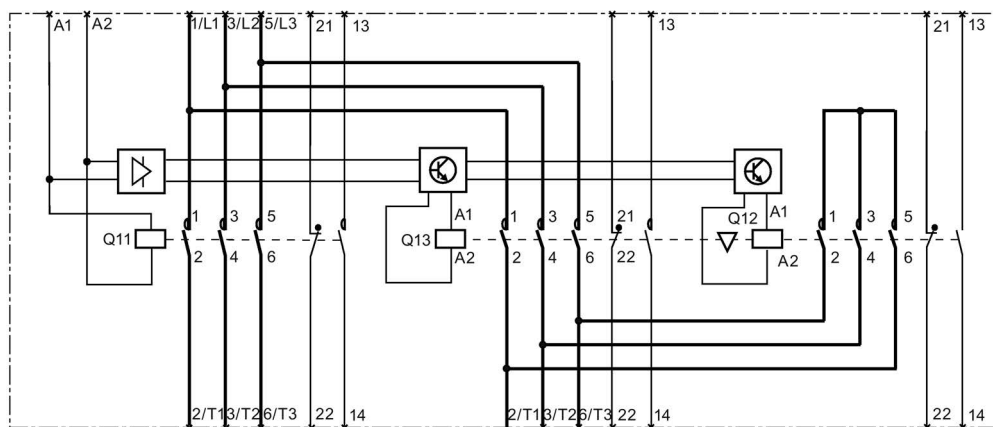 A1 A2 1/L1 3/L2 5/L3 21 13 13 21 13
1 3 5 A1 1 3 5 21 Q12 A1 1 3 5
Q11 Q13
2 4 6 A2 2 4 6 22 A2 2 4 6
2/T1 3/T2 6/T3 22 14 2/T1 3/T2 6/T3 22 14 22 14